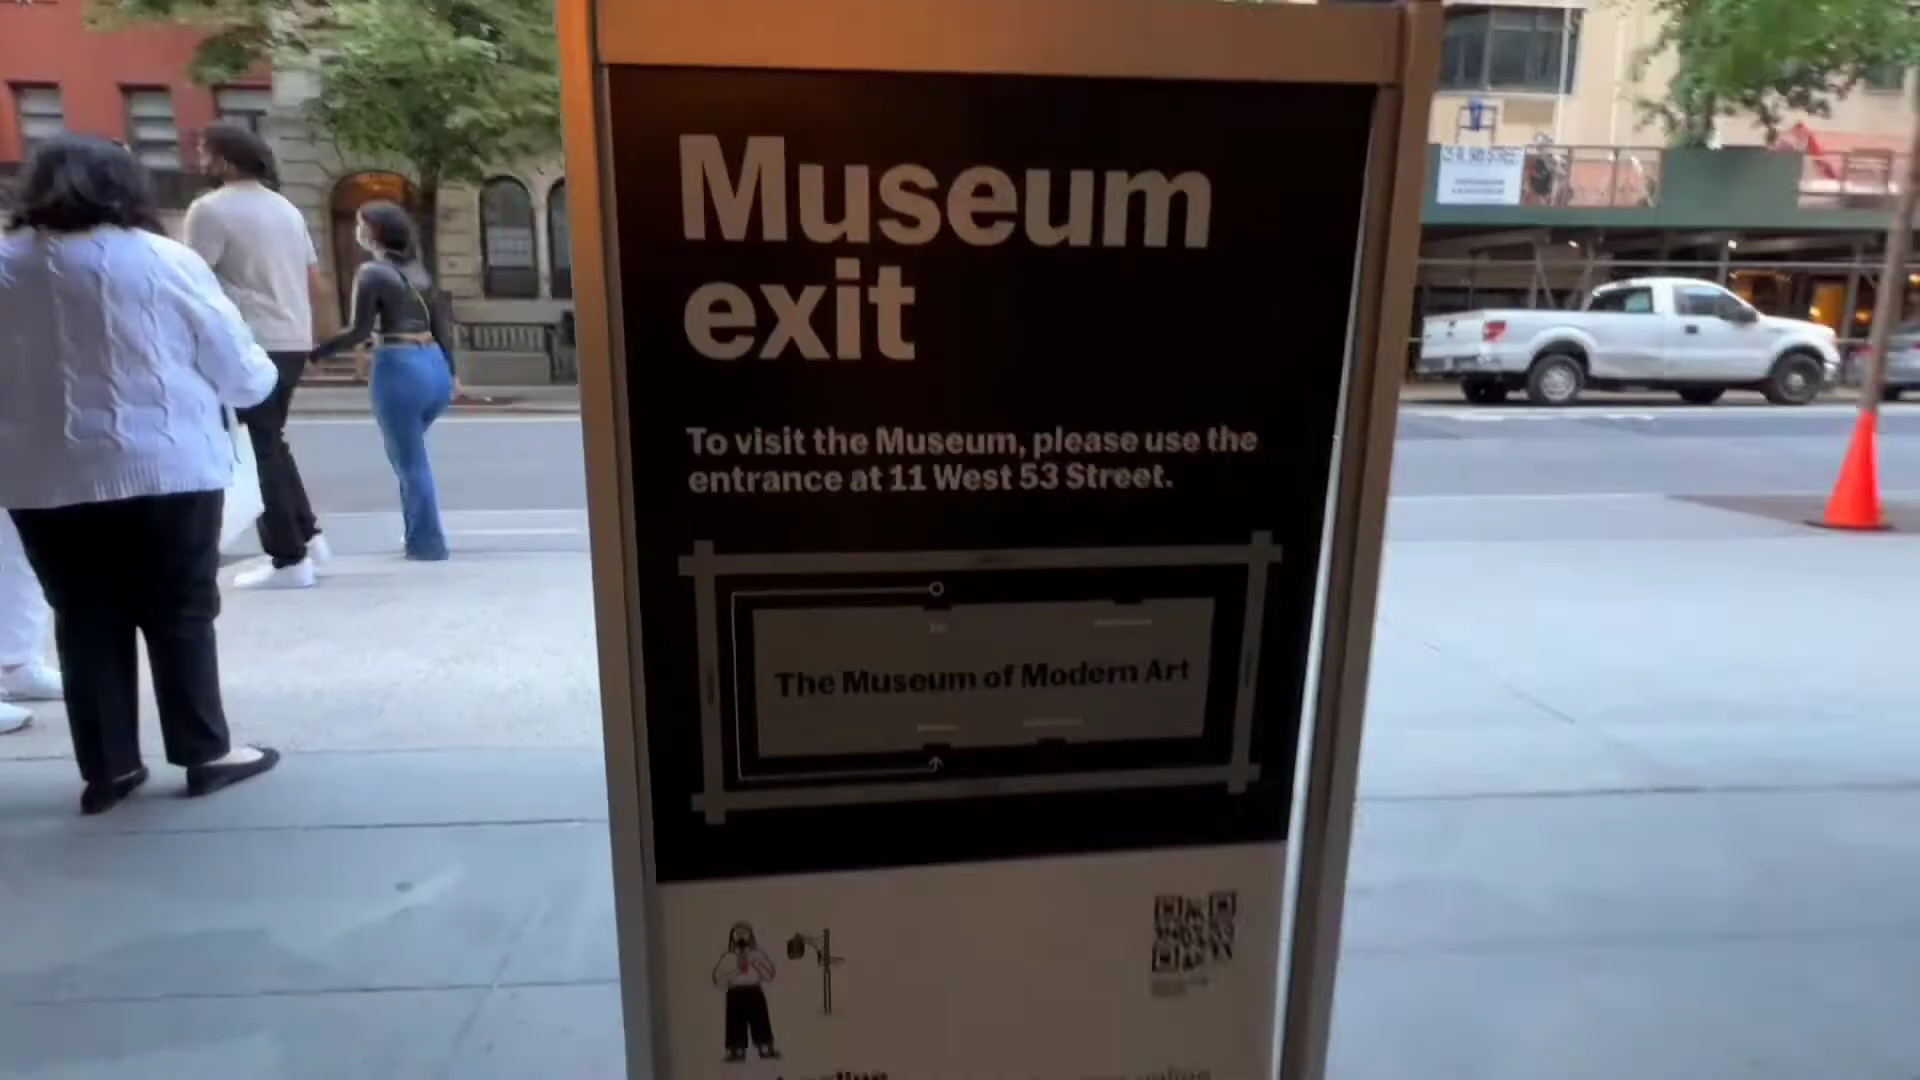 Museum
exit
To visit the Museum, please use the
entrance at 11 West 53 Street.
The Museum of Modern Art